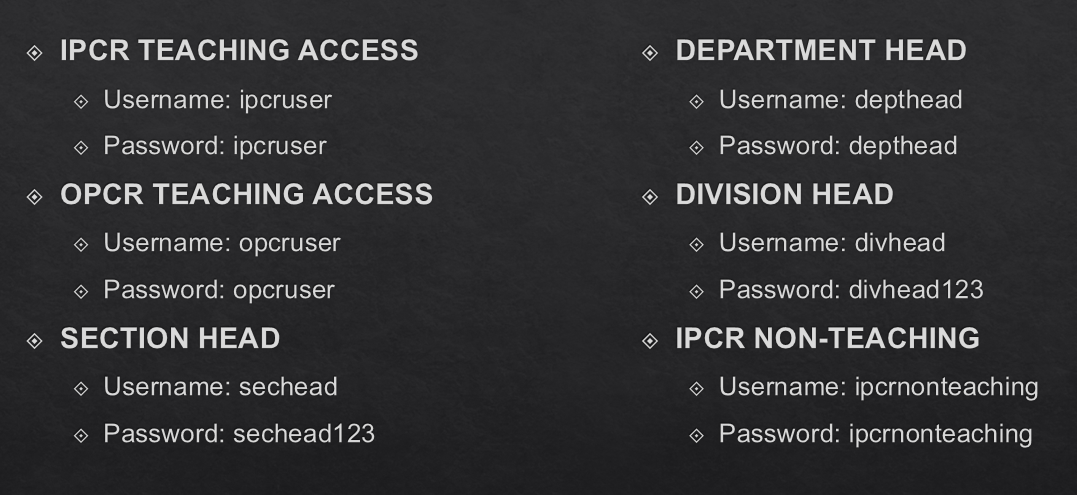 IPCR TEACHING ACCESS
Username: ipcruser
Password: ipcruser
OPCR TEACHING ACCESS
Username: opcruser
Password: opcruser
SECTION HEAD
Username: sechead
Password: sechead123
DEPARTMENT HEAD
Username: depthead
Password: depthead
DIVISION HEAD
Username: divhead
Password: divhead123
IPCR NON-TEACHING
Username: ipcrnonteaching
Password: ipcrnonteaching